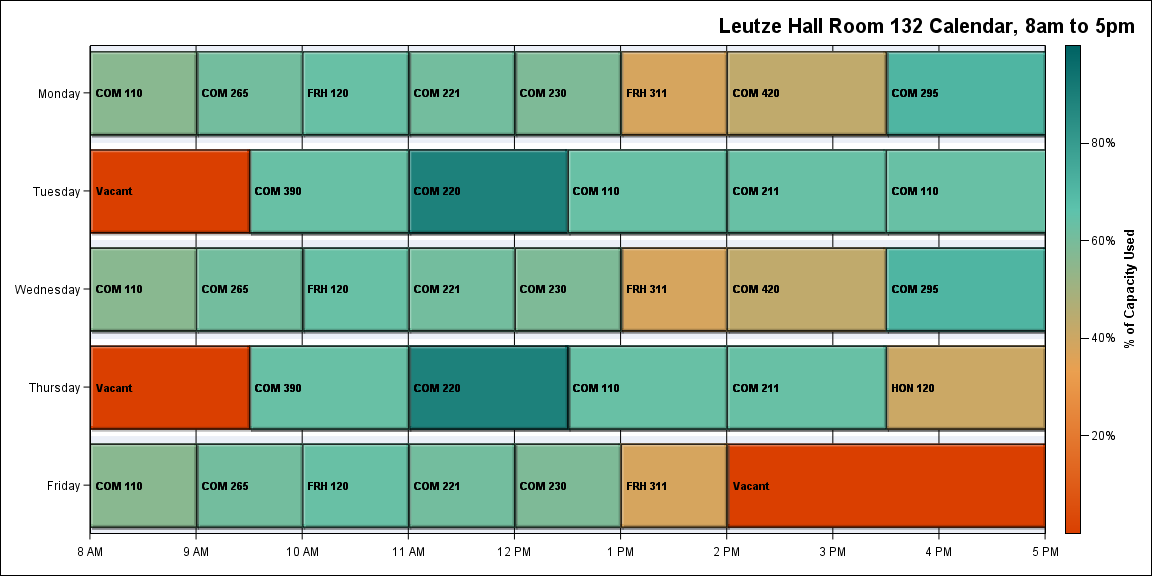 Leutze Hall Room 132 Calendar, 8am to 5pm
Monday
COM 110
COM 265
FRH 120
COM 221
COM 230
FRH 311
COM 420
COM 295
Tuesday
Vacant
COM 390
COM 220
COM 110
COM 211
COM 110
Wednesday
COM 110
COM 265
FRH 120
COM 221
COM 230
FRH 311
COM 420
COM 295
Thursday
Vacant
COM 390
COM 220
COM 110
COM 211
HON 120
Friday
COM 110
COM 265
FRH 120
COM 221
COM 230
FRH 311
Vacant
8 AM
9 AM
10 AM
11 AM
12 PM
1 PM
2 PM
3 PM
4 PM
5 PM
80%
60%
40%
20%
% of Capacity Used